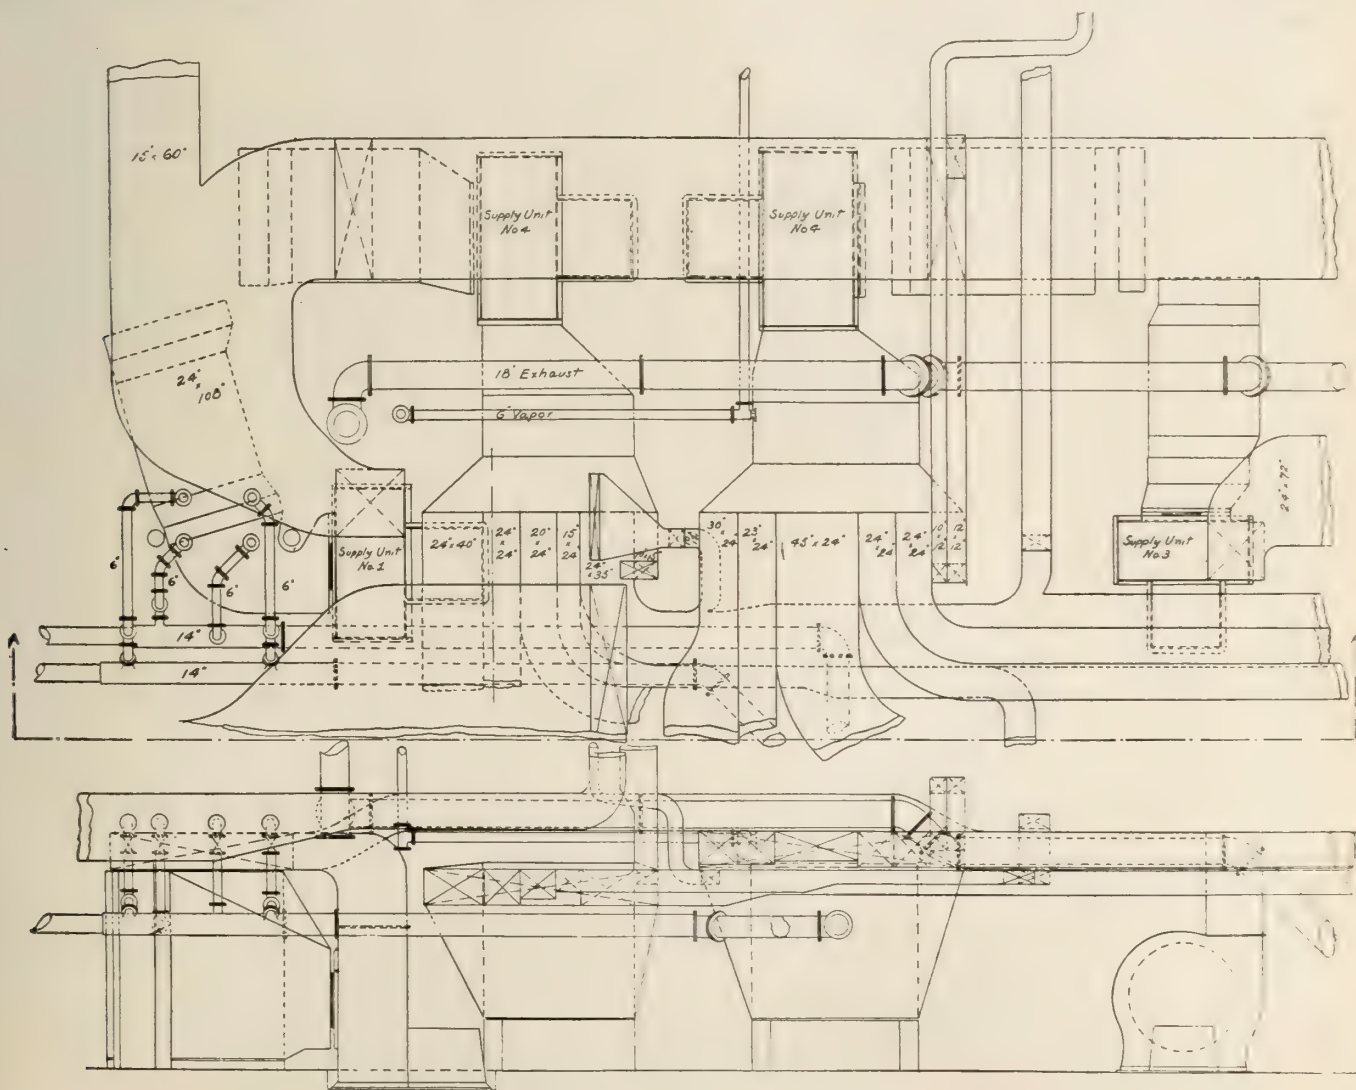 15" x 60"
Supply Unit
No 4
Supply Unit
No 4
24"
x
108"
18" Exhaust
6" Vapor
24" x 72"
24" x 40"
24"
x
24"
20"
x
24"
15"
x
24
24"
x 35"
30"
x
24
23"
x
24"
45" x 24"
24"
x
24
24"
x
24
10
12
12
12
Supply Unit
No 1
Supply Unit
No 3
6"
6"
6"
6"
14"
14"